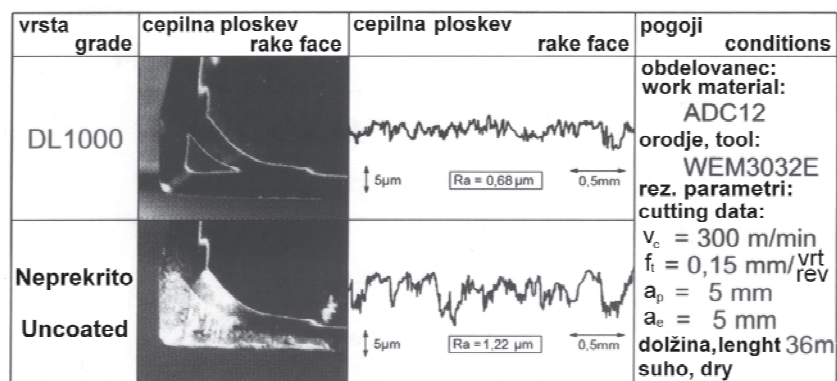 vrsta
grade
cepilna ploskev
rake face
cepilna ploskev
rake face
pogoji
conditions
DL1000
5µm
Ra = 0,68 µm
0,5mm
Neprekrito
Uncoated
5µm
Ra =1,22 µm
0,5mm
obdelovanec:
work material:
ADC12
orodje, tool:
WEM3032E
rez. parametri:
cutting data:
vc = 300 m/min
ft = 0,15 mm/vrt rev
ap = 5 mm
ae = 5 mm
dolžina,lenght 36m
suho, dry